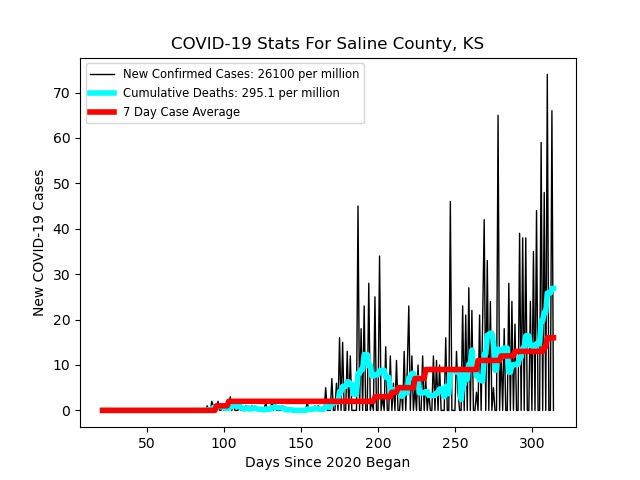 COVID-19 Stats For Saline County, KS
New Confirmed Cases: 26100 per million
Cumulative Deaths: 295.1 per million
7 Day Case Average
New COVID-19 Cases
70
60
50
40
30
20
10
0
50 100 150 200 250 300
Days Since 2020 Began